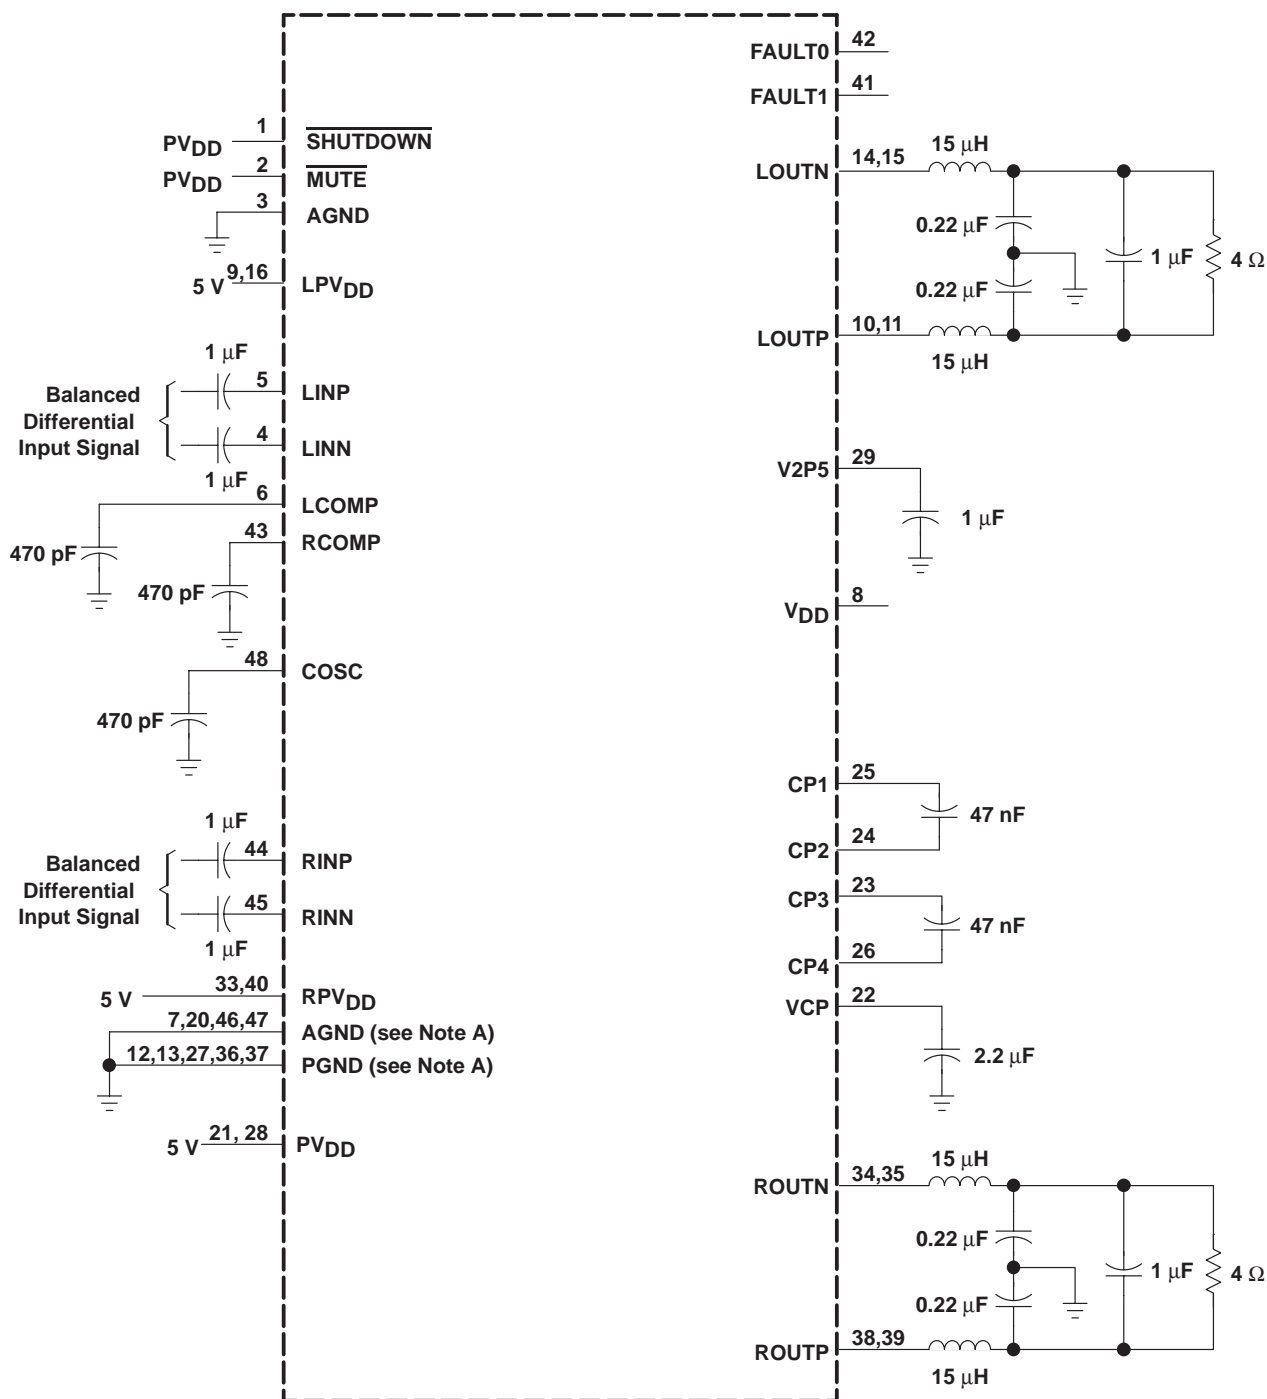 FAULT0
42
FAULT1
41
PVDD
1
SHUTDOWN
PVDD
2
MUTE
3
AGND
5 V
9,16
LPVDD
LOUTN
14,15
15 μH
0.22 μF
0.22 μF
1 μF
4 Ω
LOUTP
10,11
15 μH
Balanced
Differential
Input Signal
1 μF
5
LINP
4
LINN
1 μF
6
LCOMP
470 pF
43
RCOMP
470 pF
48
COSC
470 pF
V2P5
29
1 μF
VDD
8
CP1
25
47 nF
CP2
24
CP3
23
47 nF
CP4
26
VCP
22
2.2 μF
Balanced
Differential
Input Signal
1 μF
44
RINP
45
RINN
1 μF
5 V
33,40
RPVDD
7,20,46,47
AGND (see Note A)
12,13,27,36,37
PGND (see Note A)
5 V
21, 28
PVDD
ROUTN
34,35
15 μH
0.22 μF
0.22 μF
1 μF
4 Ω
ROUTP
38,39
15 μH